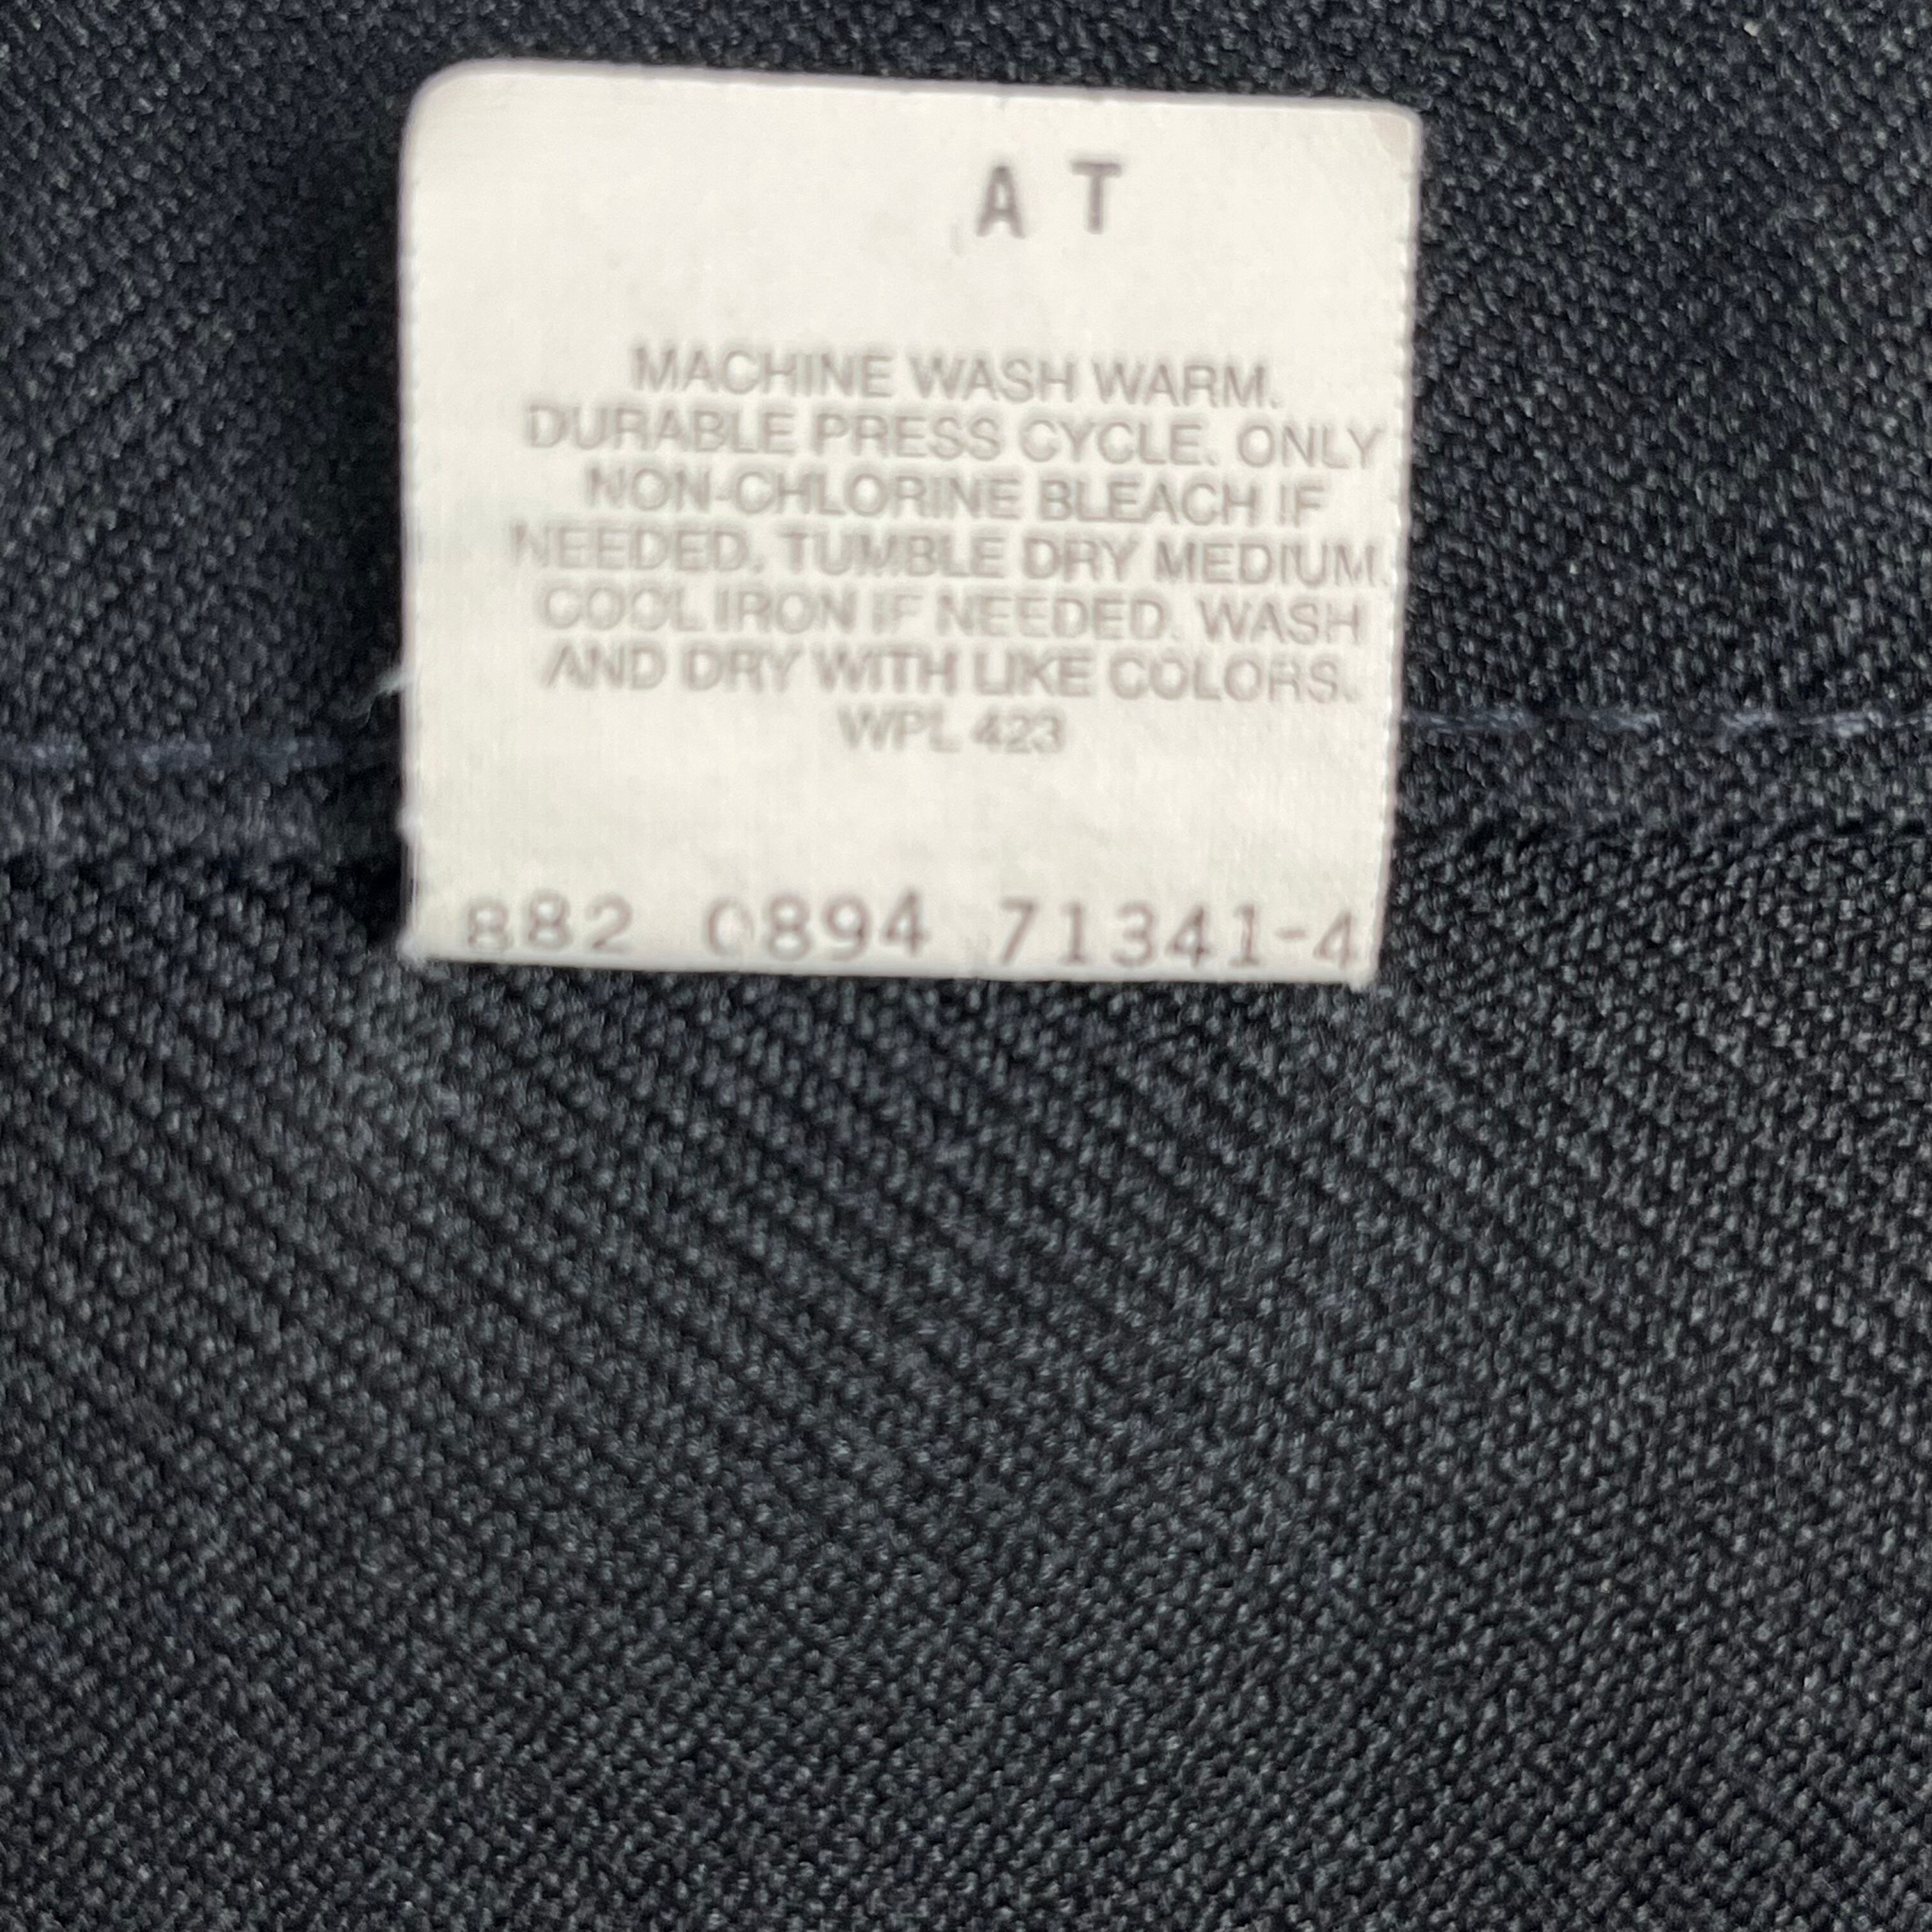 A T
MACHINE WASH WARM.
DURABLE PRESS CYCLE. ONLY
NON-CHLORINE BLEACH IF
NEEDED. TUMBLE DRY MEDIUM.
COOL IRON IF NEEDED. WASH
AND DRY WITH LIKE COLORS.
WPL 423
882 0894 71341-4